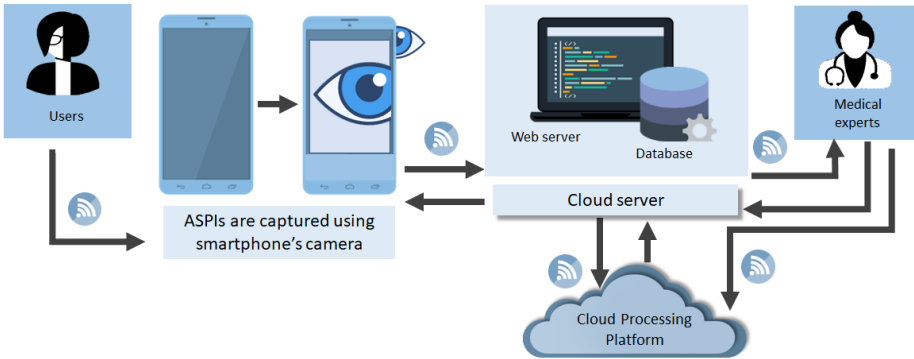 Users
ASPIs are captured using
smartphone's camera
Web server
Database
Cloud server
Medical
experts
Cloud Processing
Platform